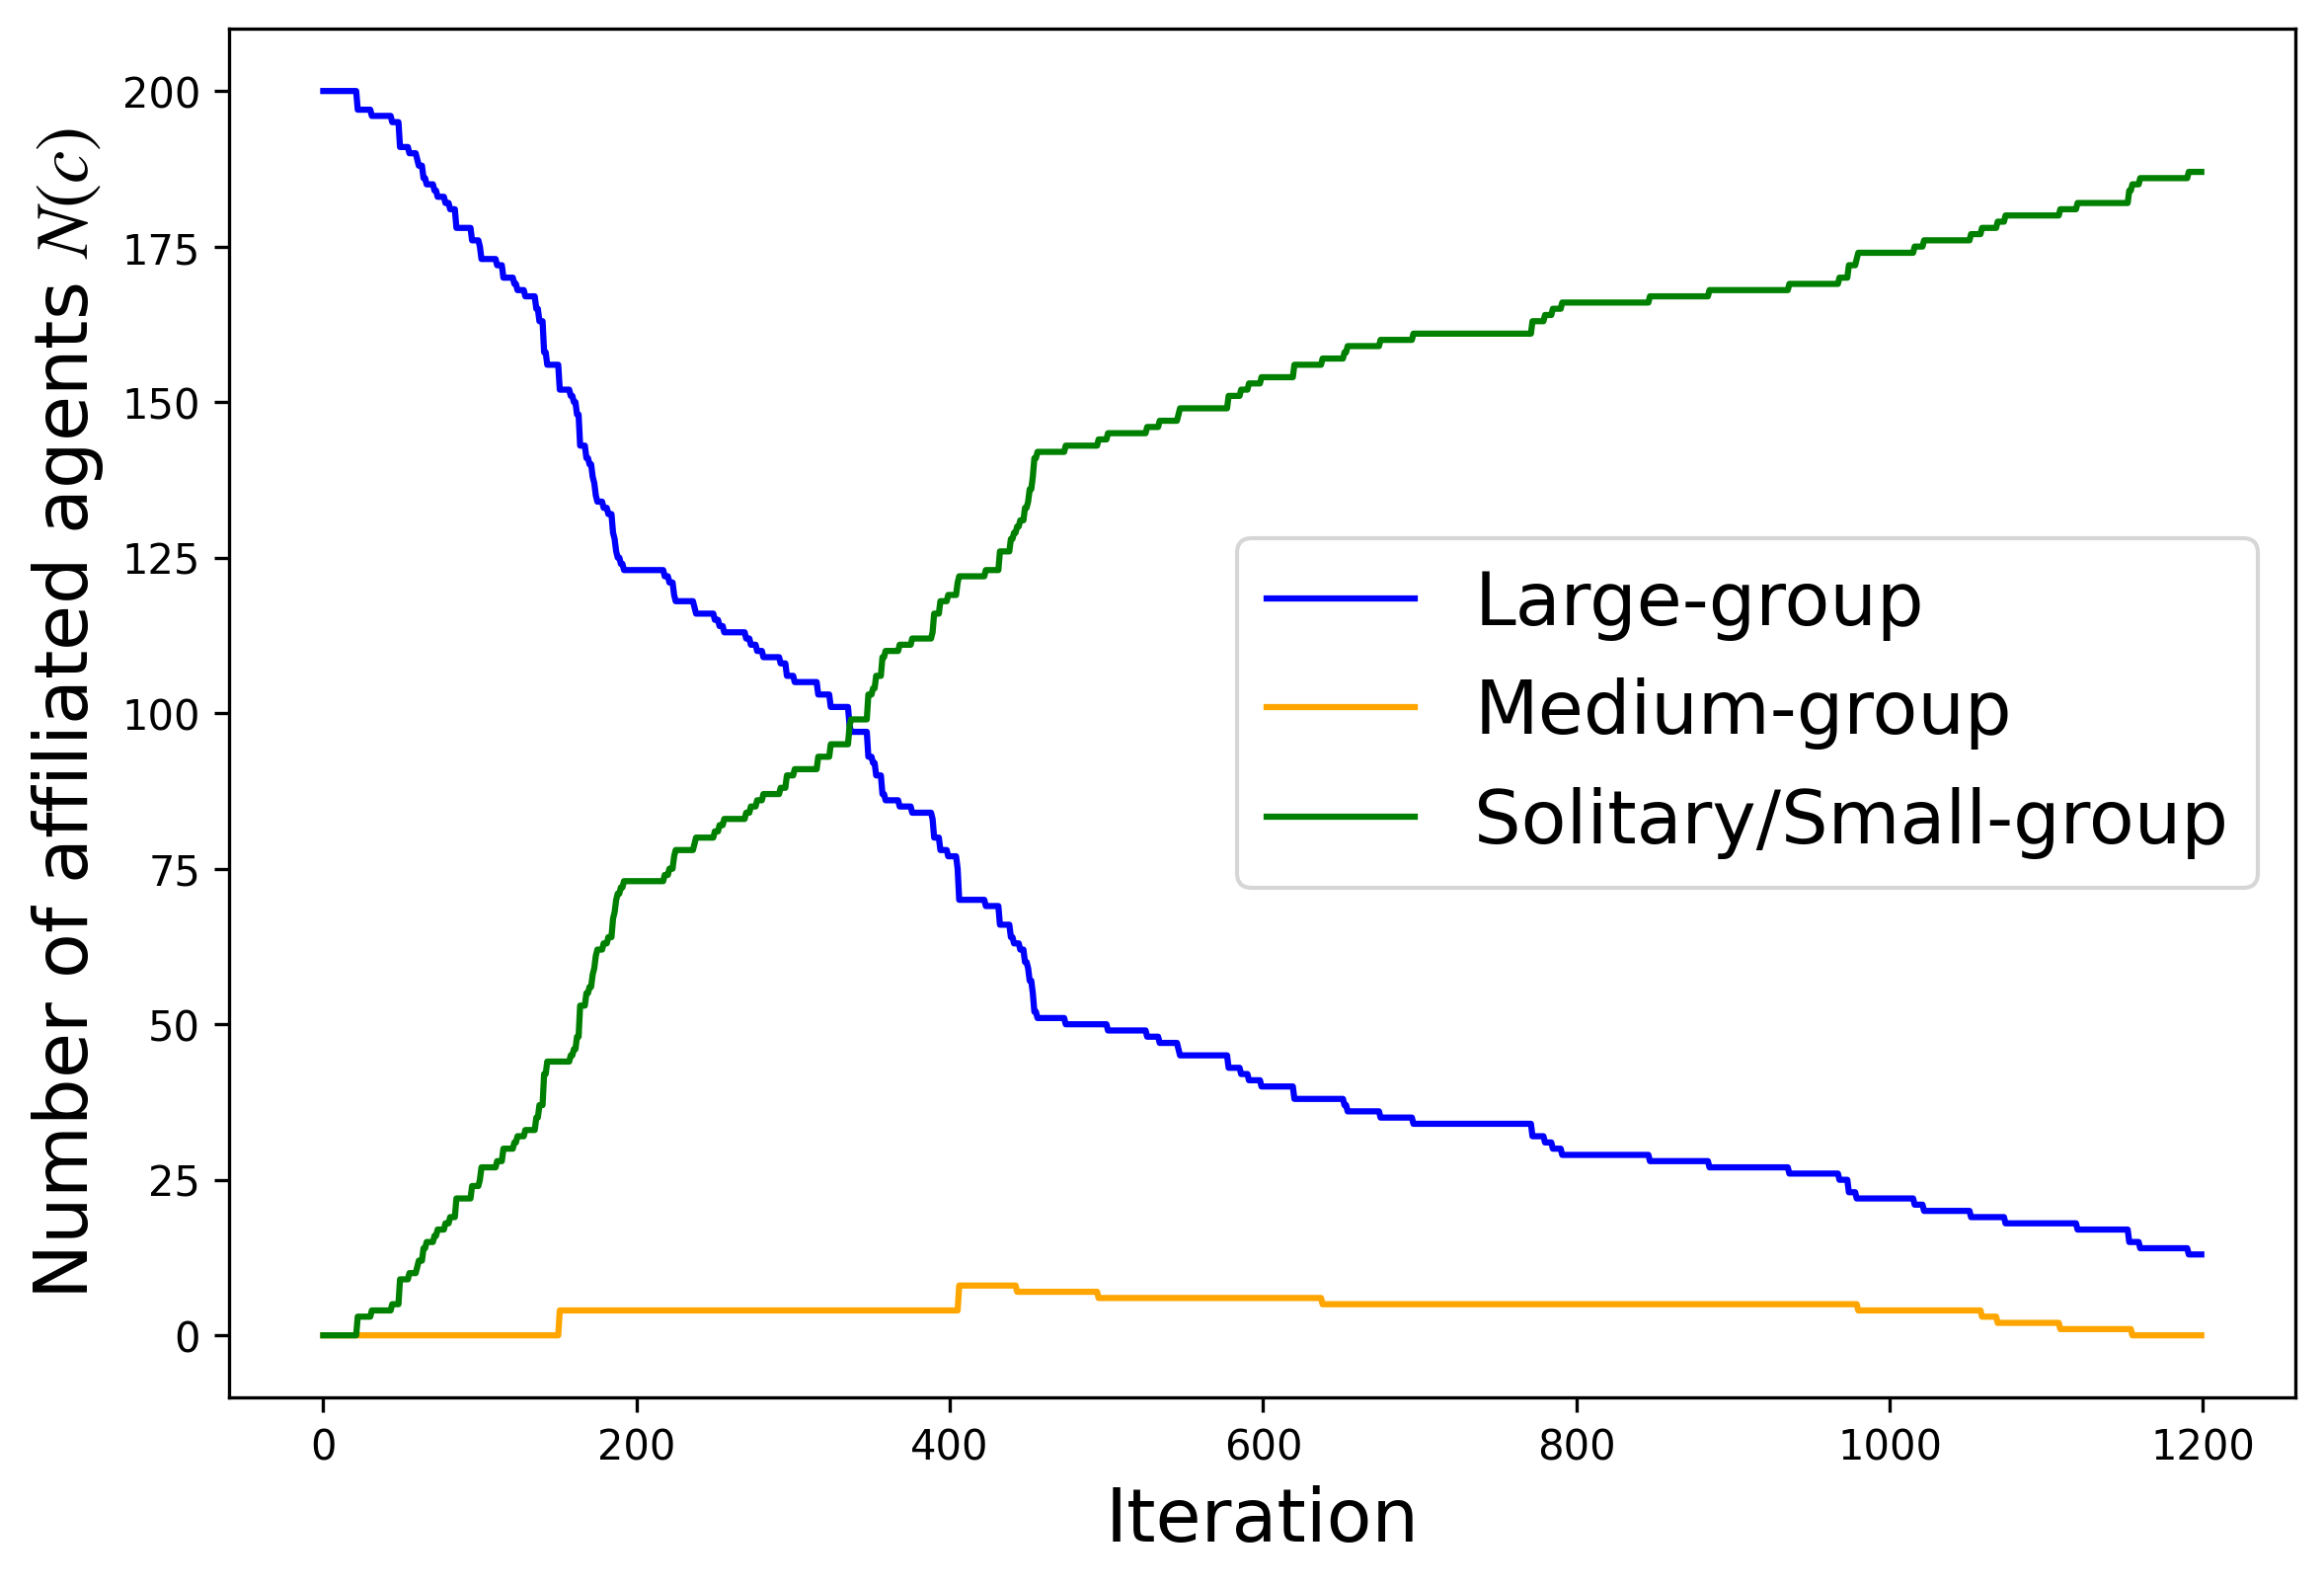 Number of affiliated agents N(c)
200
175
150
125
100
75
50
25
0
Large-group
Medium-group
Solitary/Small-group
0 200 400 600 800 1000 1200
Iteration